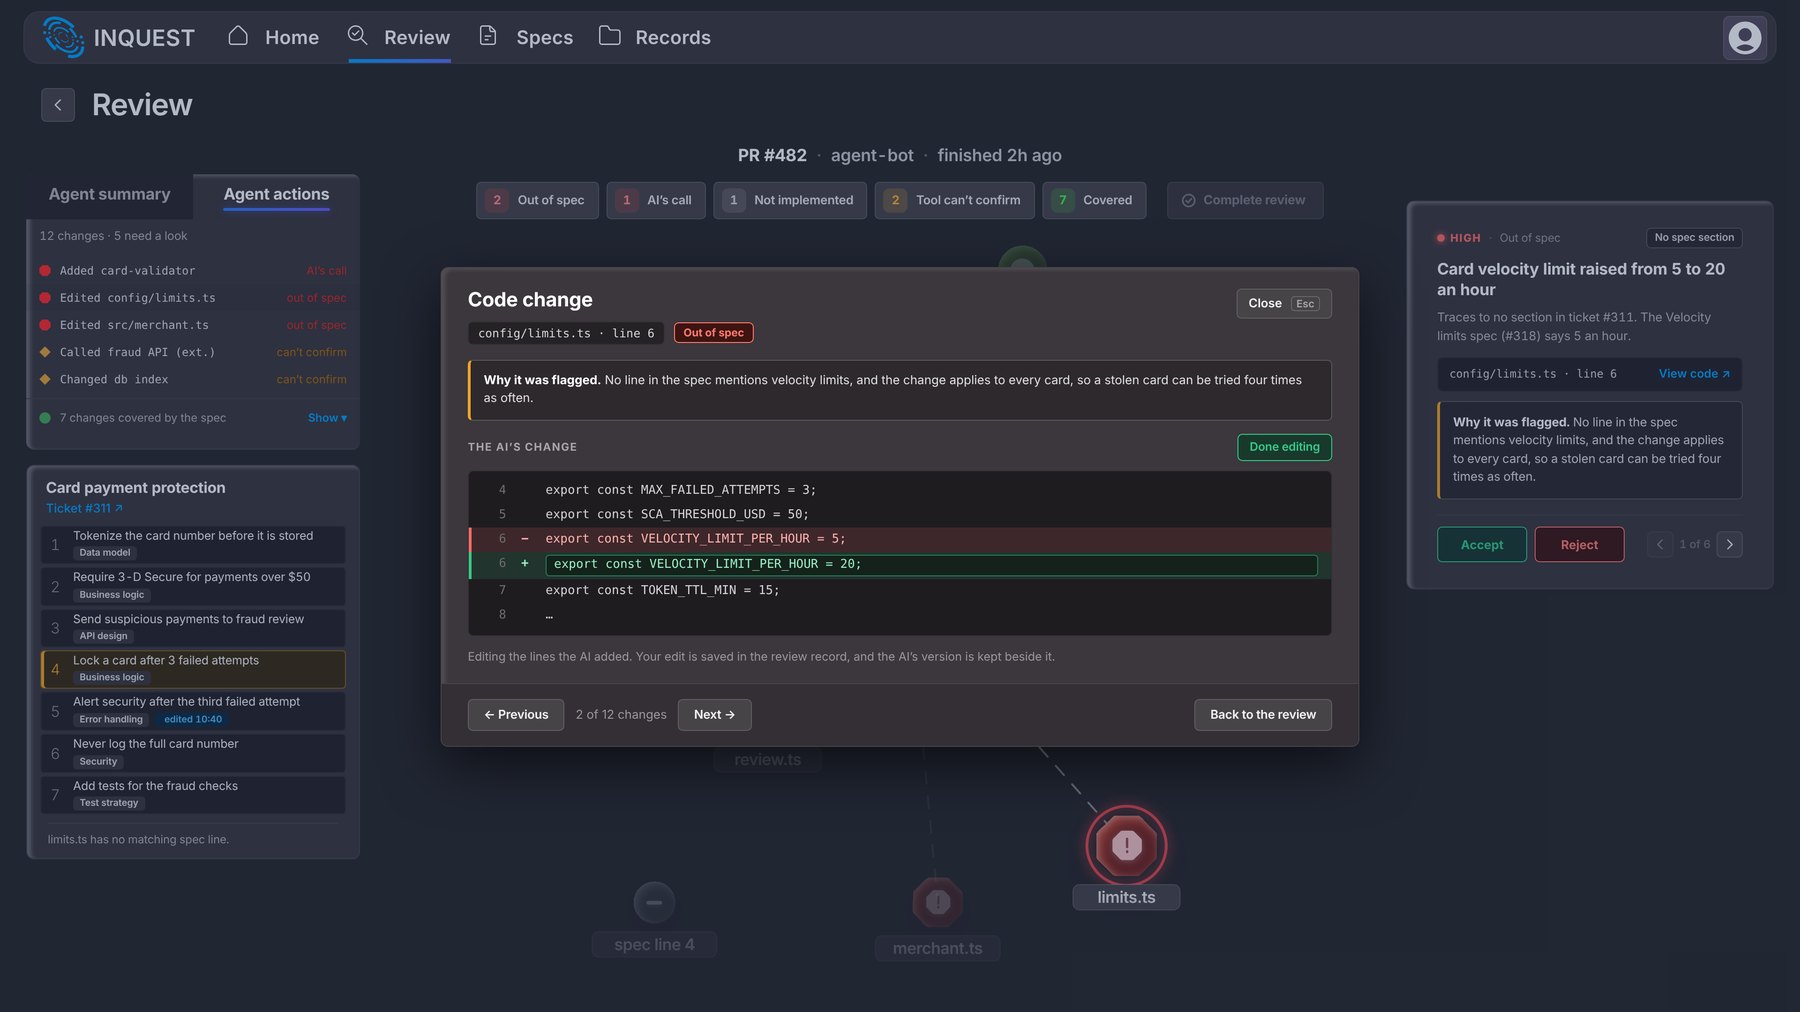 INQUEST
Home
Review
Specs
Records
Review
PR #482 · agent-bot · finished 2h ago
2 Out of spec
1 AI's call
1 Not implemented
2 Tool can't confirm
7 Covered
Complete review
Agent summary
Agent actions
12 changes · 5 need a look
Added card-validator AI's call
Edited config/limits.ts out of spec
Edited src/merchant.ts out of spec
Called fraud API (ext.) can't confirm
Changed db index can't confirm
7 changes covered by the spec Show ▾
Card payment protection
Ticket #311 ↗
1 Tokenize the card number before it is stored
Data model
2 Require 3-D Secure for payments over $50
Business logic
3 Send suspicious payments to fraud review
API design
4 Lock a card after 3 failed attempts
Business logic
5 Alert security after the third failed attempt
Error handling edited 10:40
6 Never log the full card number
Security
7 Add tests for the fraud checks
Test strategy
limits.ts has no matching spec line.
Code change
Close Esc
config/limits.ts · line 6 Out of spec
Why it was flagged. No line in the spec mentions velocity limits, and the change applies to every card, so a stolen card can be tried four times
as often.
THE AI'S CHANGE
Done editing
4 export const MAX_FAILED_ATTEMPTS = 3;
5 export const SCA_THRESHOLD_USD = 50;
6 − export const VELOCITY_LIMIT_PER_HOUR = 5;
6 + export const VELOCITY_LIMIT_PER_HOUR = 20;
7 export const TOKEN_TTL_MIN = 15;
8 …
Editing the lines the AI added. Your edit is saved in the review record, and the AI's version is kept beside it.
← Previous
2 of 12 changes
Next →
Back to the review
review.ts
limits.ts
spec line 4
merchant.ts
HIGH · Out of spec
No spec section
Card velocity limit raised from 5 to 20
an hour
Traces to no section in ticket #311. The Velocity
limits spec (#318) says 5 an hour.
config/limits.ts · line 6 View code ↗
Why it was flagged. No line in the spec
mentions velocity limits, and the change applies
to every card, so a stolen card can be tried four
times as often.
Accept
Reject
1 of 6